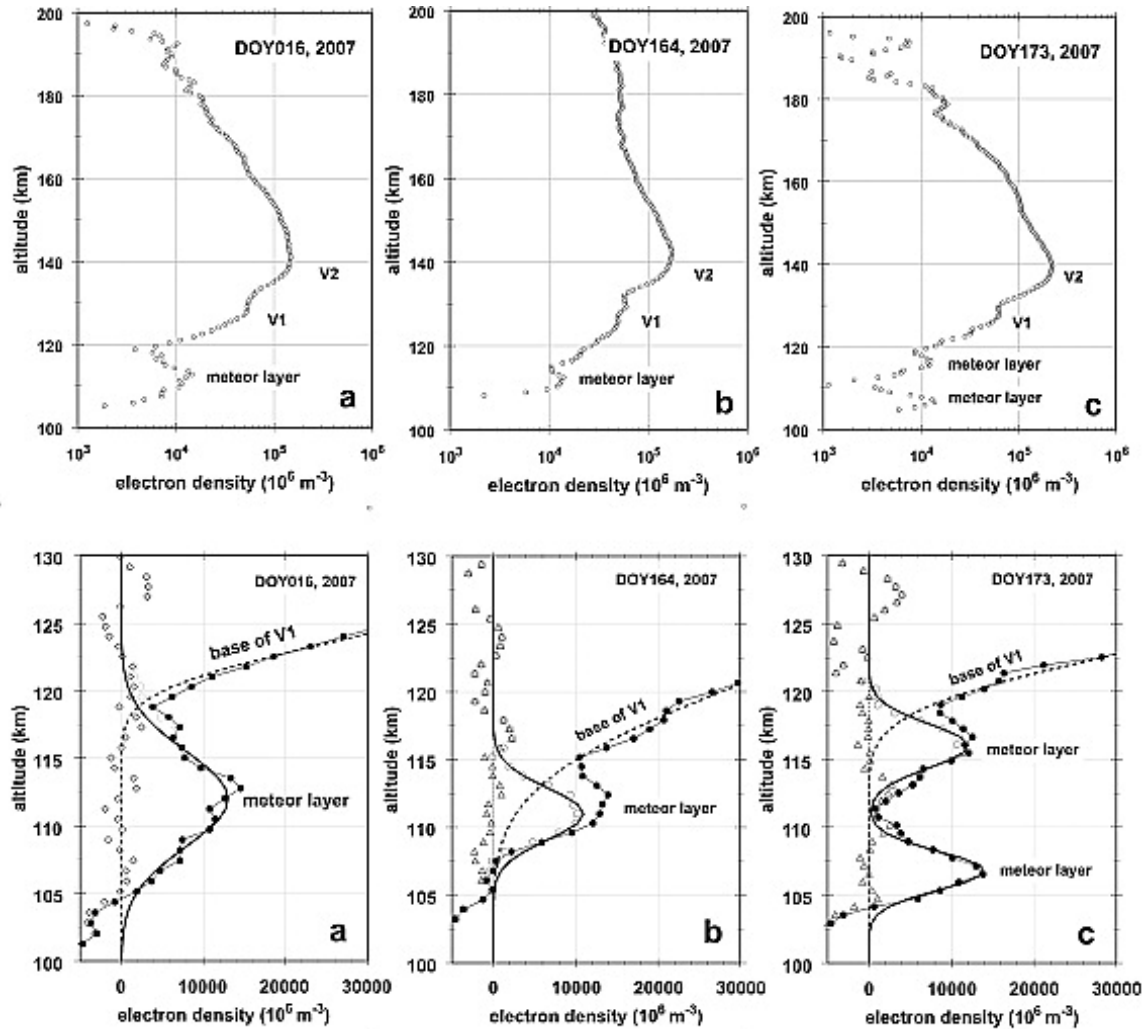 200
180
160
140
120
100
altitude (km)
DOY016, 2007
V2
V1
meteor layer
a
10³ 10⁴ 10⁵ 10⁶
electron density (10⁶ m⁻³)
200
180
160
140
120
100
altitude (km)
DOY164, 2007
V2
V1
meteor layer
b
10³ 10⁴ 10⁵ 10⁶
electron density (10⁶ m⁻³)
200
180
160
140
120
100
altitude (km)
DOY173, 2007
V2
V1
meteor layer
meteor layer
c
10³ 10⁴ 10⁵ 10⁶
electron density (10⁶ m⁻³)
130
125
120
115
110
105
100
altitude (km)
DOY016, 2007
base of V1
meteor layer
a
0 10000 20000 30000
electron density (10⁶ m⁻³)
130
125
120
115
110
105
100
altitude (km)
DOY164, 2007
base of V1
meteor layer
b
0 10000 20000 30000
electron density (10⁶ m⁻³)
130
125
120
115
110
105
100
altitude (km)
DOY173, 2007
base of V1
meteor layer
meteor layer
c
0 10000 20000 30000
electron density (10⁶ m⁻³)